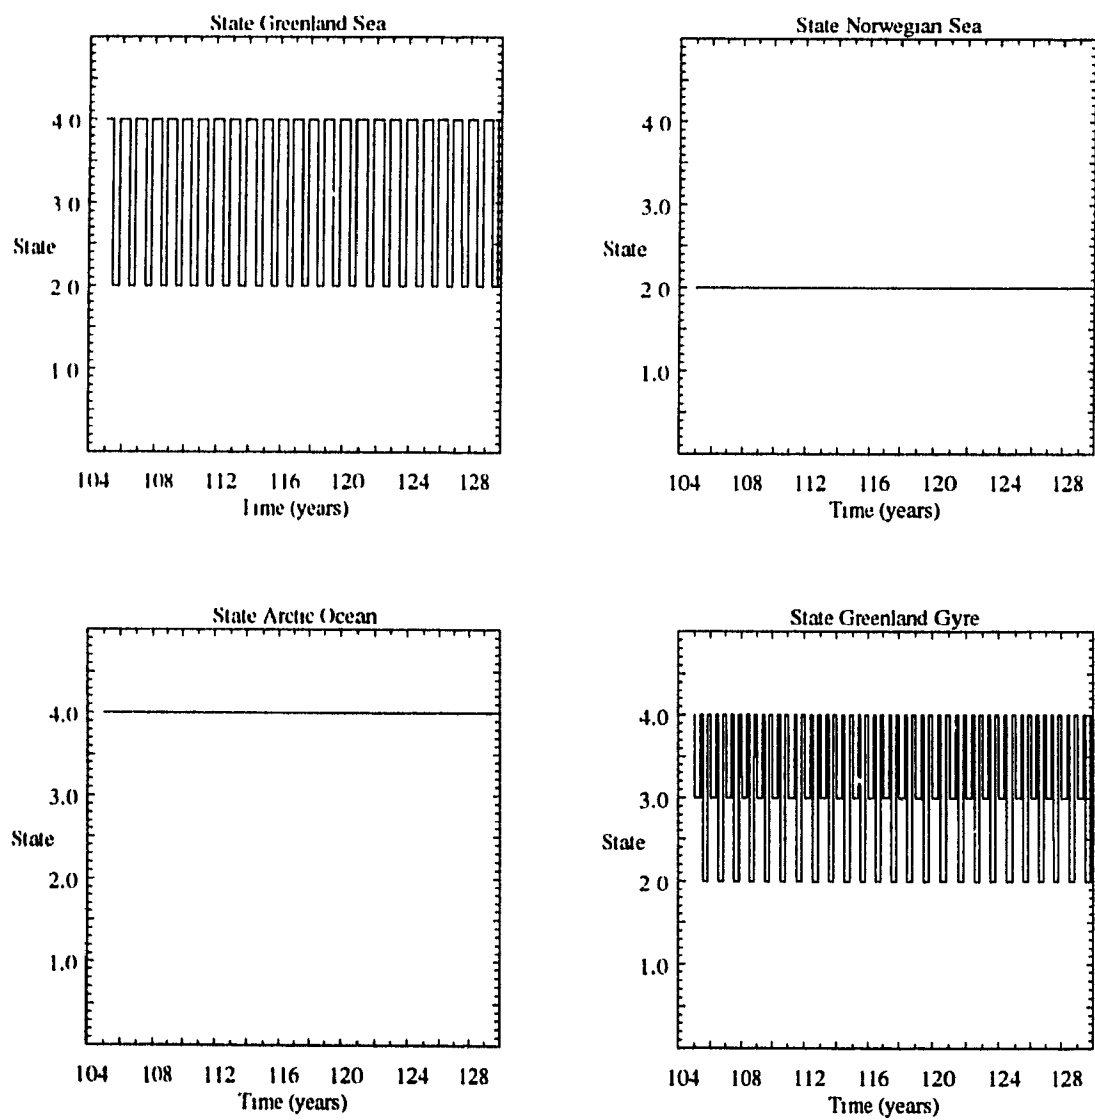 State Greenland Sea
4 0
3 0
State
2 0
1 0
104 108 112 116 120 124 128
Time (years)
State Norwegian Sea
4 0
3.0
State
2 0
1.0
104 108 112 116 120 124 128
Time (years)
State Arctic Ocean
4.0
3.0
State
2.0
1.0
104 108 112 116 120 124 128
Time (years)
State Greenland Gyre
4.0
3.0
State
2 0
1.0
104 108 112 116 120 124 128
Time (years)